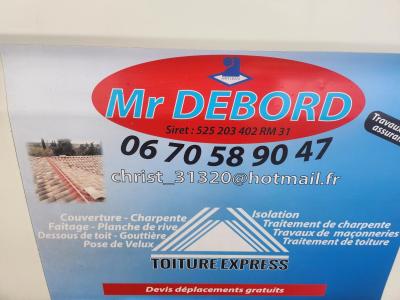 Mr DEBORD
Siret : 525 203 402 RM 31
06 70 58 90 47
christ_31320@hotmail.fr
Travaux
Couverture - Charpente
Faitage - Planche de rive
Dessous de toit - Gouttière
Pose de Velux
Isolation
Traitement de charpente
Travaux de maçonneries
Traitement de toiture
TOITURE EXPRESS
Devis déplacements gratuits